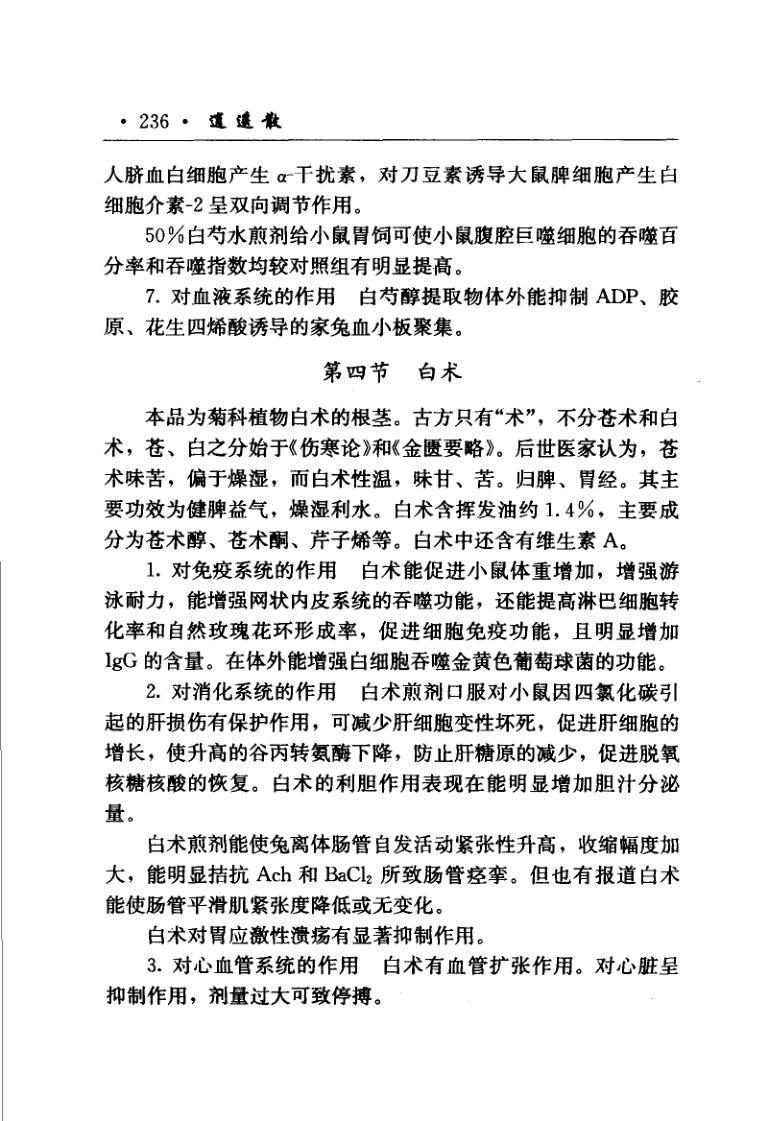 · 236 · 逍遥散
人脐血白细胞产生 α-干扰素，对刀豆素诱导大鼠脾细胞产生白
细胞介素-2 呈双向调节作用。
50％白芍水煎剂给小鼠胃饲可使小鼠腹腔巨噬细胞的吞噬百
分率和吞噬指数均较对照组有明显提高。
7. 对血液系统的作用　白芍醇提取物体外能抑制 ADP、胶
原、花生四烯酸诱导的家兔血小板聚集。
第四节　白术
本品为菊科植物白术的根茎。古方只有“术”，不分苍术和白
术，苍、白之分始于《伤寒论》和《金匮要略》。后世医家认为，苍
术味苦，偏于燥湿，而白术性温，味甘、苦。归脾、胃经。其主
要功效为健脾益气，燥湿利水。白术含挥发油约 1.4％，主要成
分为苍术醇、苍术酮、芹子烯等。白术中还含有维生素 A。
1. 对免疫系统的作用　白术能促进小鼠体重增加，增强游
泳耐力，能增强网状内皮系统的吞噬功能，还能提高淋巴细胞转
化率和自然玫瑰花环形成率，促进细胞免疫功能，且明显增加
IgG 的含量。在体外能增强白细胞吞噬金黄色葡萄球菌的功能。
2. 对消化系统的作用　白术煎剂口服对小鼠因四氯化碳引
起的肝损伤有保护作用，可减少肝细胞变性坏死，促进肝细胞的
增长，使升高的谷丙转氨酶下降，防止肝糖原的减少，促进脱氧
核糖核酸的恢复。白术的利胆作用表现在能明显增加胆汁分泌
量。
白术煎剂能使兔离体肠管自发活动紧张性升高，收缩幅度加
大，能明显拮抗 Ach 和 BaCl₂ 所致肠管痉挛。但也有报道白术
能使肠管平滑肌紧张度降低或无变化。
白术对胃应激性溃疡有显著抑制作用。
3. 对心血管系统的作用　白术有血管扩张作用。对心脏呈
抑制作用，剂量过大可致停搏。